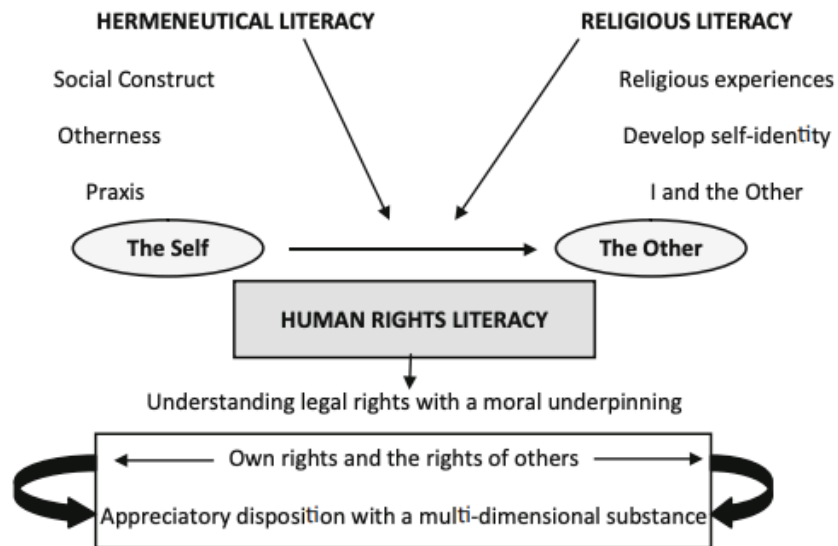 HERMENEUTICAL LITERACY
RELIGIOUS LITERACY
Social Construct
Religious experiences
Otherness
Develop self-identity
Praxis
I and the Other
The Self
The Other
HUMAN RIGHTS LITERACY
Understanding legal rights with a moral underpinning
Own rights and the rights of others
Appreciatory disposition with a multi-dimensional substance